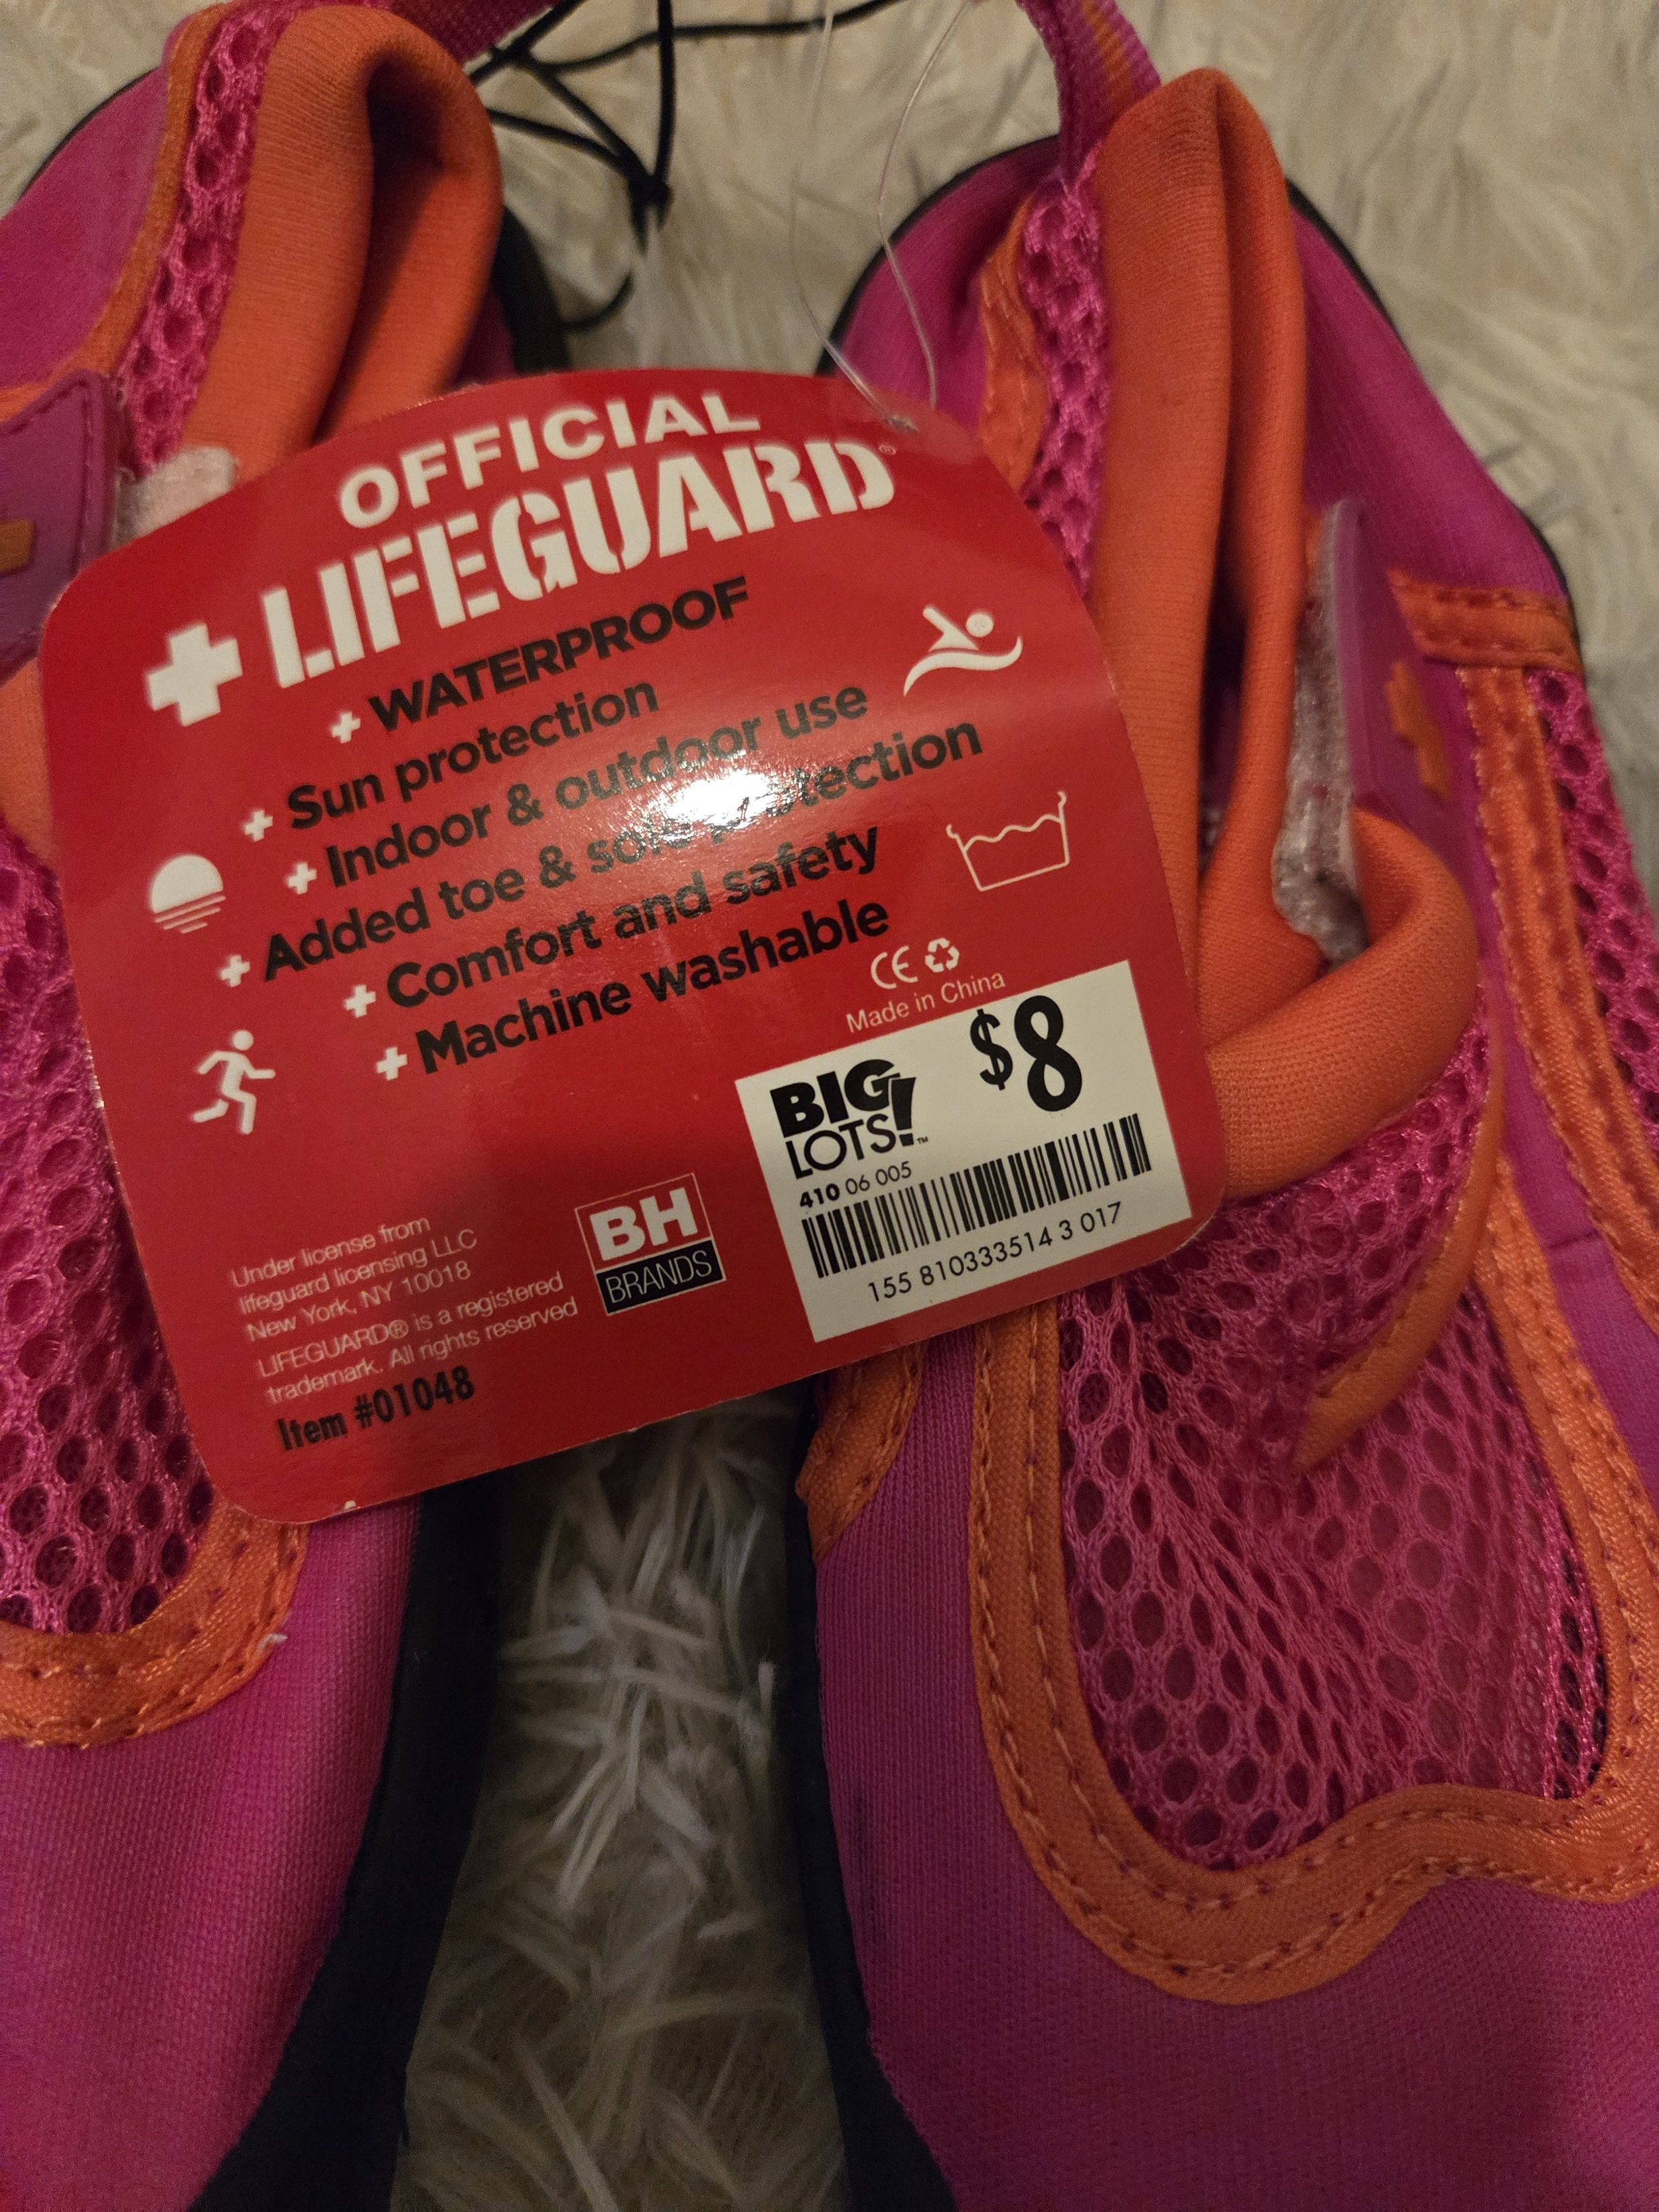 OFFICIAL
LIFEGUARD®
WATERPROOF
Sun protection
Indoor & outdoor use
Added toe & sole protection
Comfort and safety
Machine washable
CE
Made in China
BIG LOTS!™ $8
410 06 005
155 810333514 3 017
BH
BRANDS
Under license from
lifeguard licensing LLC
New York, NY 10018
LIFEGUARD® is a registered
trademark. All rights reserved
Item #01048